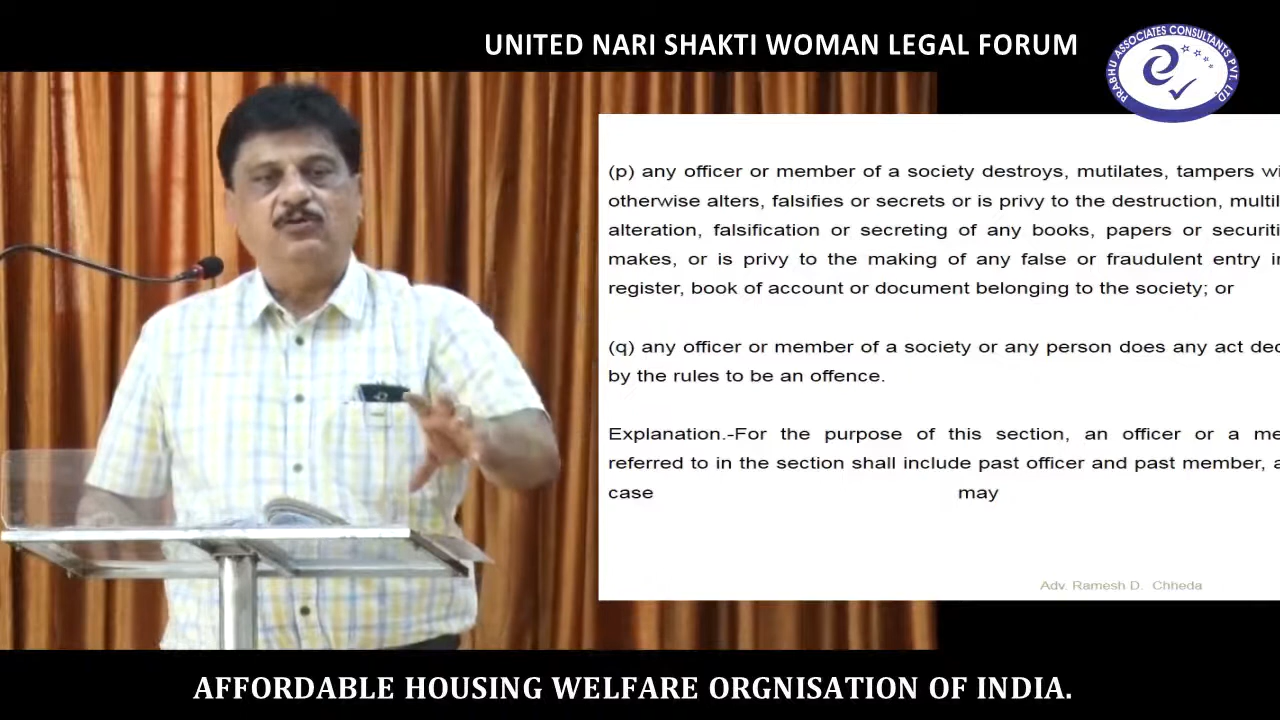 UNITED NARI SHAKTI WOMAN LEGAL FORUM
PRABHU ASSOCIATES CONSULTANTS PVT. LTD.
(p) any officer or member of a society destroys, mutilates, tampers
otherwise alters, falsifies or secrets or is privy to the destruction,
alteration, falsification or secreting of any books, papers or
makes, or is privy to the making of any false or fraudulent entry
register, book of account or document belonging to the society; or
(q) any officer or member of a society or any person does any act
by the rules to be an offence.
Explanation.-For the purpose of this section, an officer or a
referred to in the section shall include past officer and past member,
case may
Adv. Ramesh D. Chheda
AFFORDABLE HOUSING WELFARE ORGNISATION OF INDIA.